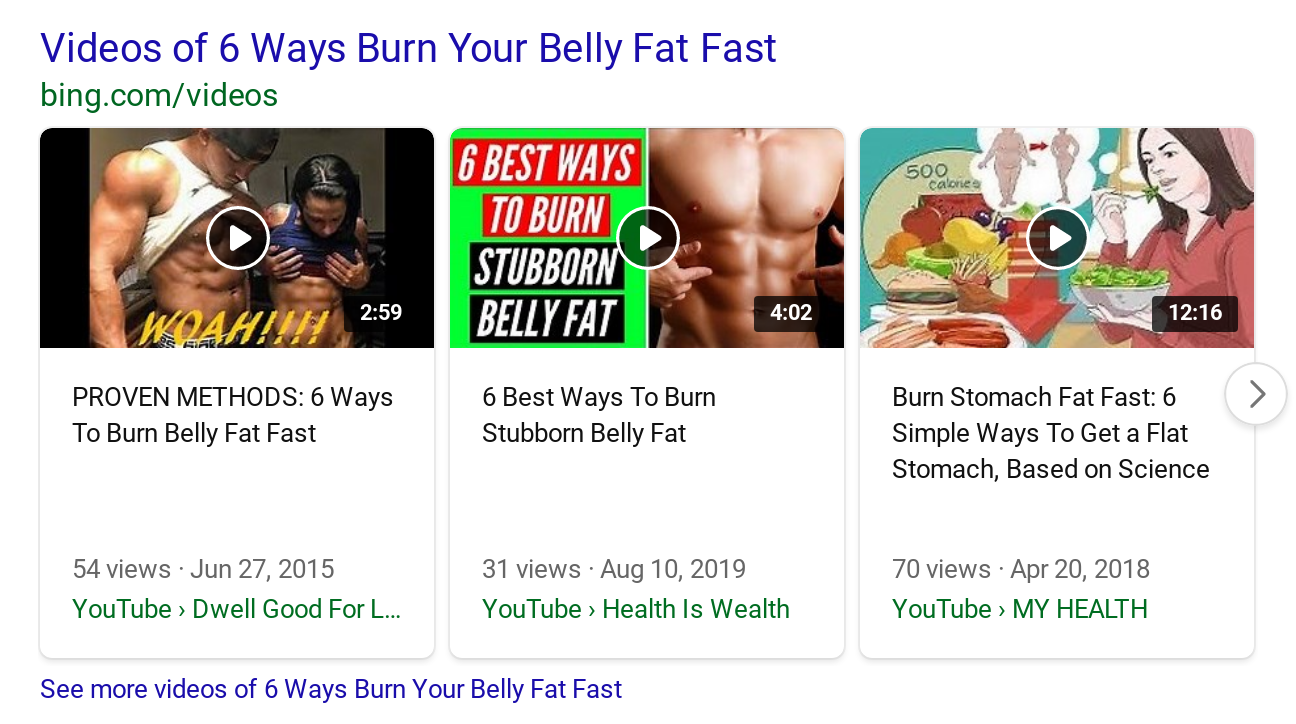 Videos of 6 Ways Burn Your Belly Fat Fast
bing.com/videos
WOAH!!!!
2:59
6 BEST WAYS
TO BURN
STUBBORN
BELLY FAT
4:02
500
calories
12:16
PROVEN METHODS: 6 Ways
To Burn Belly Fat Fast
54 views · Jun 27, 2015
YouTube › Dwell Good For L...
6 Best Ways To Burn
Stubborn Belly Fat
31 views · Aug 10, 2019
YouTube › Health Is Wealth
Burn Stomach Fat Fast: 6
Simple Ways To Get a Flat
Stomach, Based on Science
70 views · Apr 20, 2018
YouTube › MY HEALTH
See more videos of 6 Ways Burn Your Belly Fat Fast